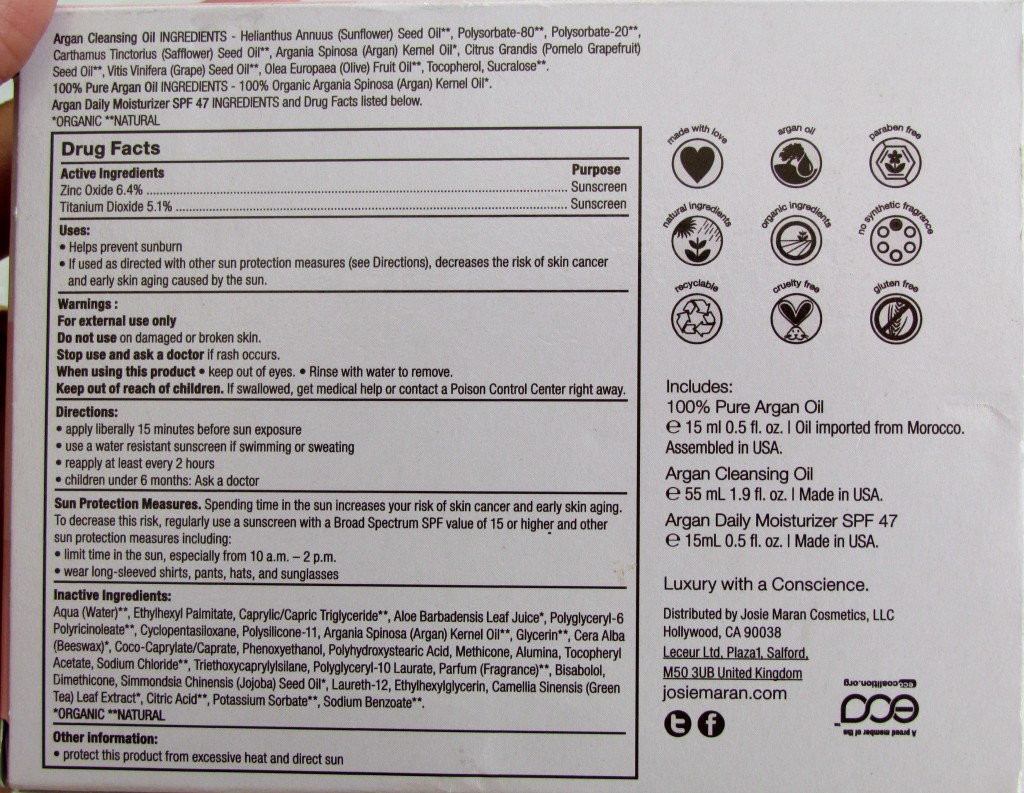 Argan Cleansing Oil INGREDIENTS - Helianthus Annuus (Sunflower) Seed Oil**, Polysorbate-80**, Polysorbate-20**,
Carthamus Tinctorius (Safflower) Seed Oil**, Argania Spinosa (Argan) Kernel Oil*, Citrus Grandis (Pomelo Grapefruit)
Seed Oil**, Vitis Vinifera (Grape) Seed Oil**, Olea Europaea (Olive) Fruit Oil**, Tocopherol, Sucralose**.
100% Pure Argan Oil INGREDIENTS - 100% Organic Argania Spinosa (Argan) Kernel Oil*.
Argan Daily Moisturizer SPF 47 INGREDIENTS and Drug Facts listed below.
*ORGANIC **NATURAL
Drug Facts
Active Ingredients Purpose
Zinc Oxide 6.4% ........ Sunscreen
Titanium Dioxide 5.1% ........ Sunscreen
Uses:
• Helps prevent sunburn
• If used as directed with other sun protection measures (see Directions), decreases the risk of skin cancer
and early skin aging caused by the sun.
Warnings :
For external use only
Do not use on damaged or broken skin.
Stop use and ask a doctor if rash occurs.
When using this product • keep out of eyes. • Rinse with water to remove.
Keep out of reach of children. If swallowed, get medical help or contact a Poison Control Center right away.
Directions:
• apply liberally 15 minutes before sun exposure
• use a water resistant sunscreen if swimming or sweating
• reapply at least every 2 hours
• children under 6 months: Ask a doctor
Sun Protection Measures. Spending time in the sun increases your risk of skin cancer and early skin aging.
To decrease this risk, regularly use a sunscreen with a Broad Spectrum SPF value of 15 or higher and other
sun protection measures including:
• limit time in the sun, especially from 10 a.m. – 2 p.m.
• wear long-sleeved shirts, pants, hats, and sunglasses
Inactive Ingredients:
Aqua (Water)**, Ethylhexyl Palmitate, Caprylic/Capric Triglyceride**, Aloe Barbadensis Leaf Juice*, Polyglyceryl-6
Polyricinoleate**, Cyclopentasiloxane, Polysilicone-11, Argania Spinosa (Argan) Kernel Oil**, Glycerin**, Cera Alba
(Beeswax)*, Coco-Caprylate/Caprate, Phenoxyethanol, Polyhydroxystearic Acid, Methicone, Alumina, Tocopheryl
Acetate, Sodium Chloride**, Triethoxycaprylylsilane, Polyglyceryl-10 Laurate, Parfum (Fragrance)**, Bisabolol,
Dimethicone, Simmondsia Chinensis (Jojoba) Seed Oil*, Laureth-12, Ethylhexylglycerin, Camellia Sinensis (Green
Tea) Leaf Extract*, Citric Acid**, Potassium Sorbate**, Sodium Benzoate**.
*ORGANIC **NATURAL
Other information:
• protect this product from excessive heat and direct sun
made with love
argan oil
paraben free
natural ingredients
organic ingredients
no synthetic fragrance
recyclable
cruelty free
gluten free
Includes:
100% Pure Argan Oil
℮ 15 ml 0.5 fl. oz. | Oil imported from Morocco.
Assembled in USA.
Argan Cleansing Oil
℮ 55 mL 1.9 fl. oz. | Made in USA.
Argan Daily Moisturizer SPF 47
℮ 15mL 0.5 fl. oz. | Made in USA.
Luxury with a Conscience.
Distributed by Josie Maran Cosmetics, LLC
Hollywood, CA 90038
Leceur Ltd, Plaza1, Salford,
M50 3UB United Kingdom
josiemaran.com
A proud member of the
eca
ecocoalition.org